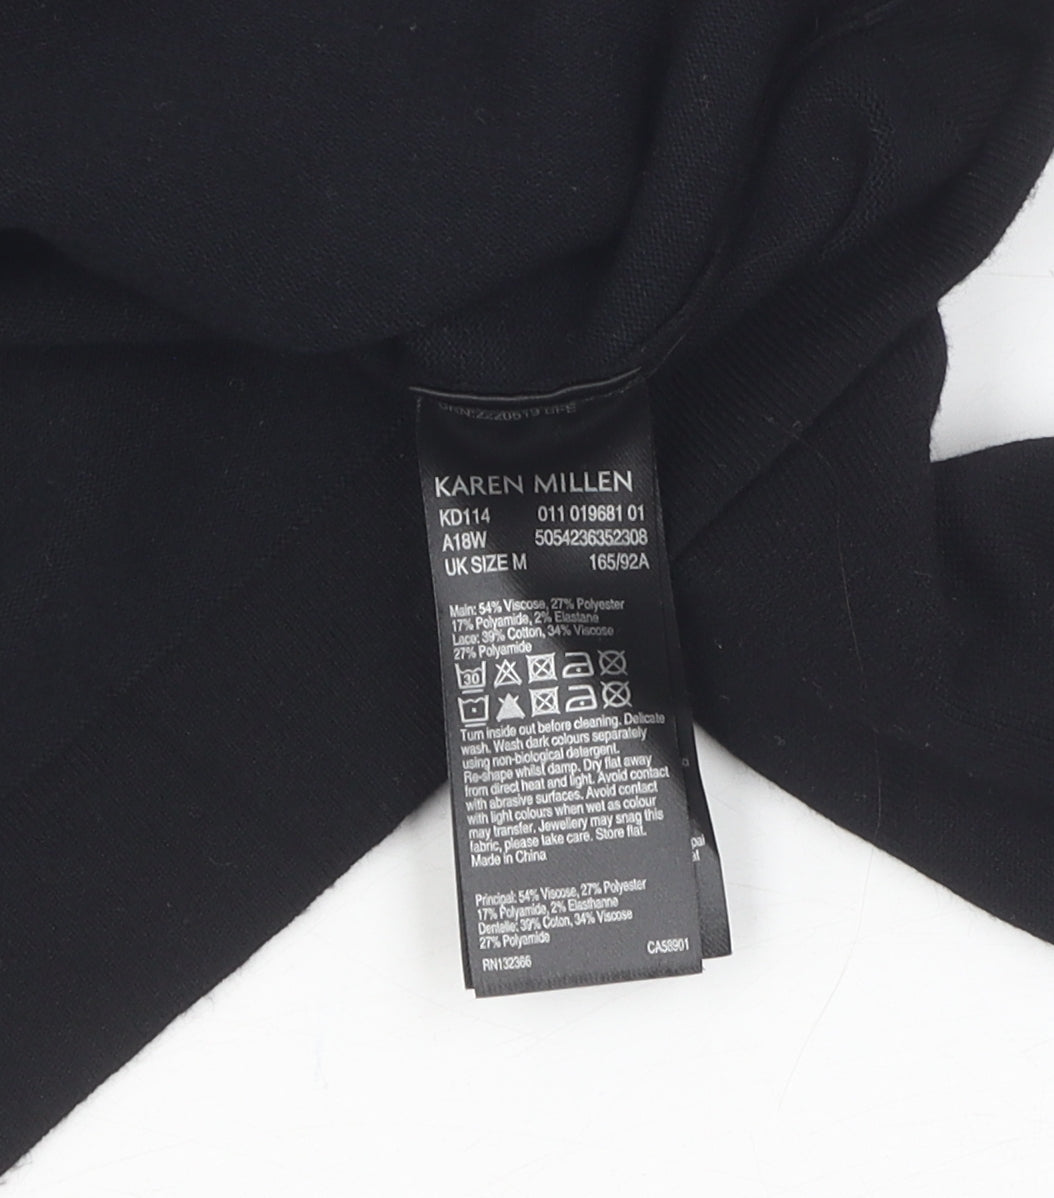 KAREN MILLEN
KD114 011 019681 01
A18W 5054236352308
UK SIZE M 165/92A
Main: 54% Viscose, 27% Polyester
17% Polyamide, 2% Elastane
Lace: 39% Cotton, 34% Viscose
27% Polyamide
30
Turn inside out before cleaning. Delicate
wash. Wash dark colours separately
using non-biological detergent.
Re-shape whilst damp. Dry flat away
from direct heat and light. Avoid contact
with abrasive surfaces. Avoid contact
with light colours when wet as colour
may transfer. Jewellery may snag this
fabric, please take care. Store flat.
Made in China
Principal: 54% Viscose, 27% Polyester
17% Polyamide, 2% Elasthanne
Dentelle: 39% Coton, 34% Viscose
27% Polyamide
RN132366 CA58901